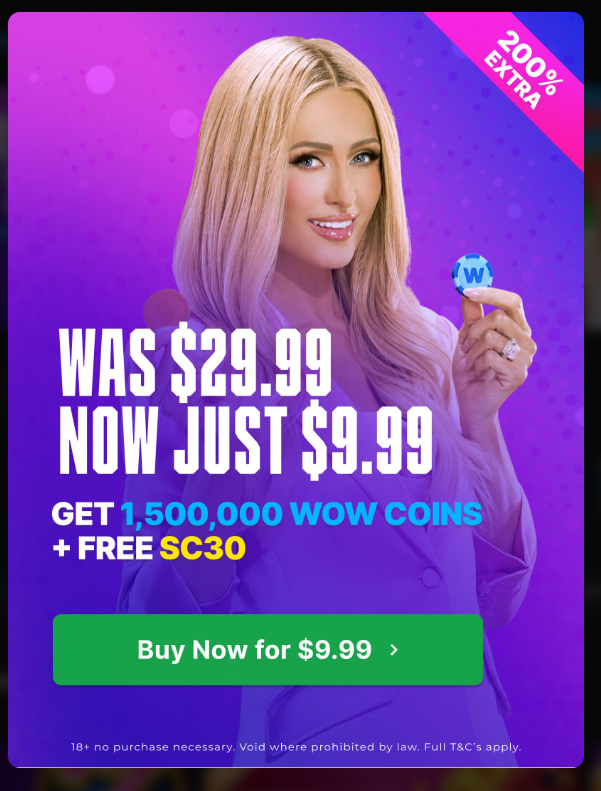 200%
EXTRA
W
WAS $29.99
NOW JUST $9.99
GET 1,500,000 WOW COINS
+ FREE SC30
Buy Now for $9.99
18+ no purchase necessary. Void where prohibited by law. Full T&C's apply.